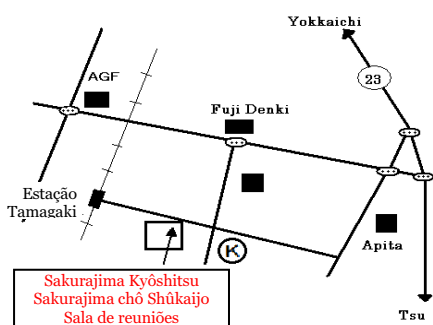 Yokkaichi
23
AGF
Fuji Denki
Estação
Tamagaki
K
Apita
Sakurajima Kyôshitsu
Sakurajima chô Shûkaijo
Sala de reuniões
Tsu